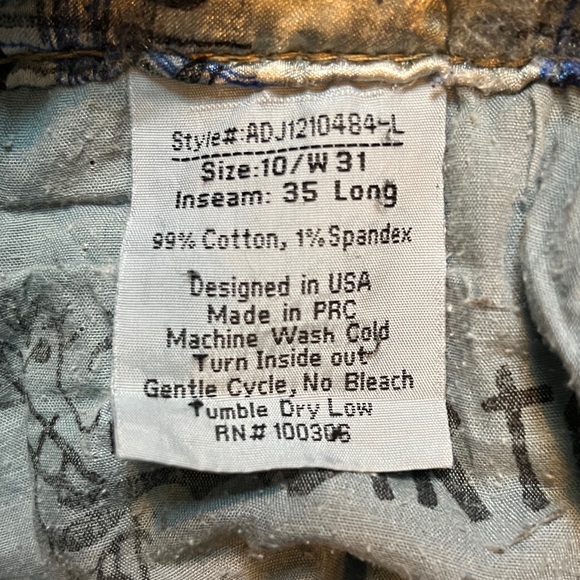 Style#:ADJ1210484-L
Size:10/W 31
Inseam: 35 Long
99% Cotton, 1% Spandex
Designed in USA
Made in PRC
Machine Wash Cold
Turn Inside out
Gentle Cycle, No Bleach
Tumble Dry Low
RN# 100306